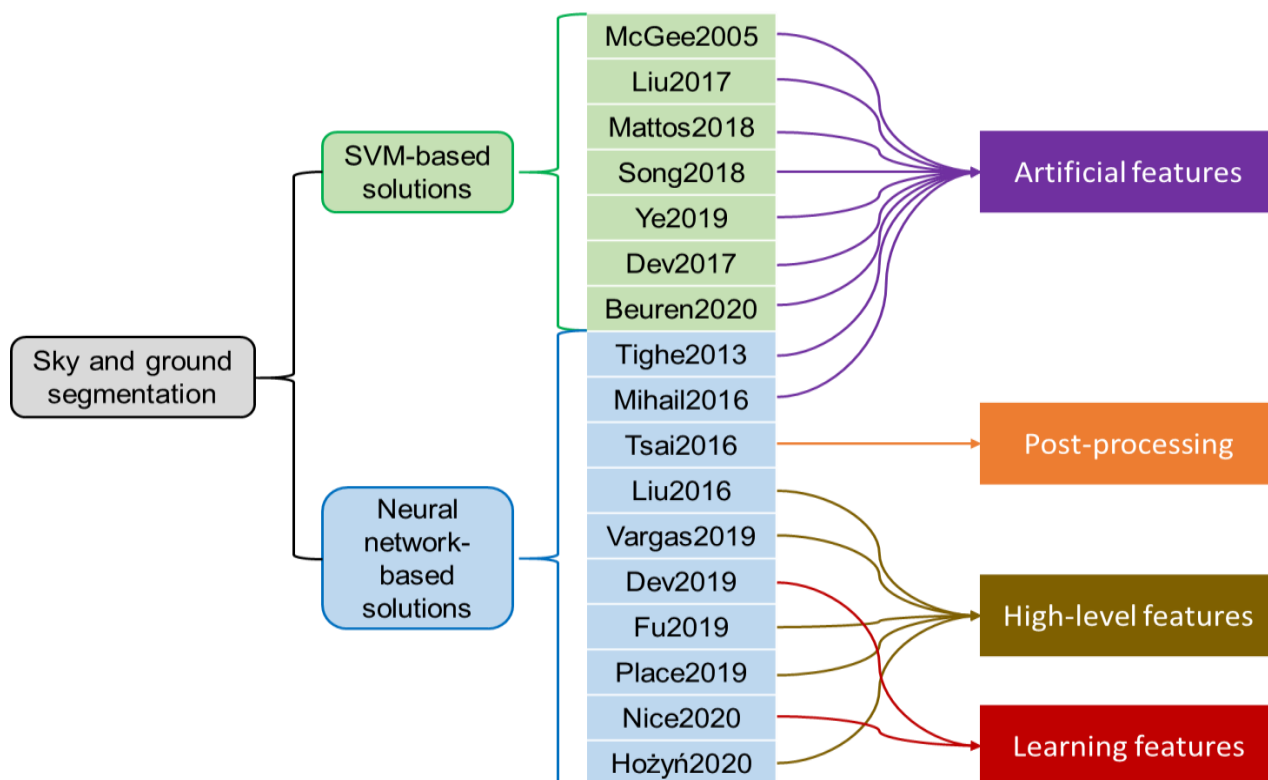 Sky and ground
segmentation
SVM-based
solutions
Neural
network-
based
solutions
McGee2005
Liu2017
Mattos2018
Song2018
Ye2019
Dev2017
Beuren2020
Tighe2013
Mihail2016
Tsai2016
Liu2016
Vargas2019
Dev2019
Fu2019
Place2019
Nice2020
Hożyń2020
Artificial features
Post-processing
High-level features
Learning features